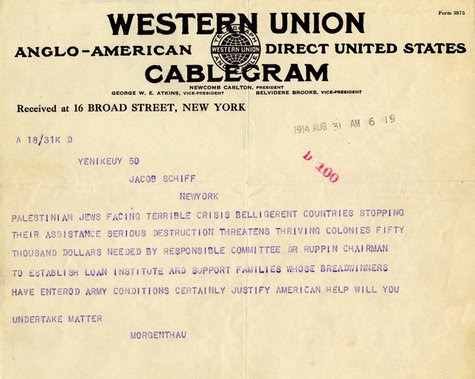 Form 2875
WESTERN UNION
ANGLO-AMERICAN DIRECT UNITED STATES
WESTERN UNION
CABLEGRAM
NEWCOMB CARLTON, PRESIDENT
GEORGE W. E. ATKINS, VICE-PRESIDENT BELVIDERE BROOKS, VICE-PRESIDENT
Received at 16 BROAD STREET, NEW YORK
1914 AUG 31 AM 6 19
A 18/31K D
b 100
YENIKEUY 50
JACOB SCHIFF
NEWYORK
PALESTINIAN JEWS FACING TERRIBLE CRISIS BELLIGERENT COUNTRIES STOPPING
THEIR ASSISTANCE SERIOUS DESTRUCTION THREATENS THRIVING COLONIES FIFTY
THOUSAND DOLLARS NEEDED BY RESPONSIBLE COMMITTEE DR RUPPIN CHAIRMAN
TO ESTABLISH LOAN INSTITUTE AND SUPPORT FAMILIES WHOSE BREADWINNERS
HAVE ENTEROD ARMY CONDITIONS CERTAINLY JUSTIFY AMERICAN HELP WILL YOU
UNDERTAKE MATTER
MORGENTHAU